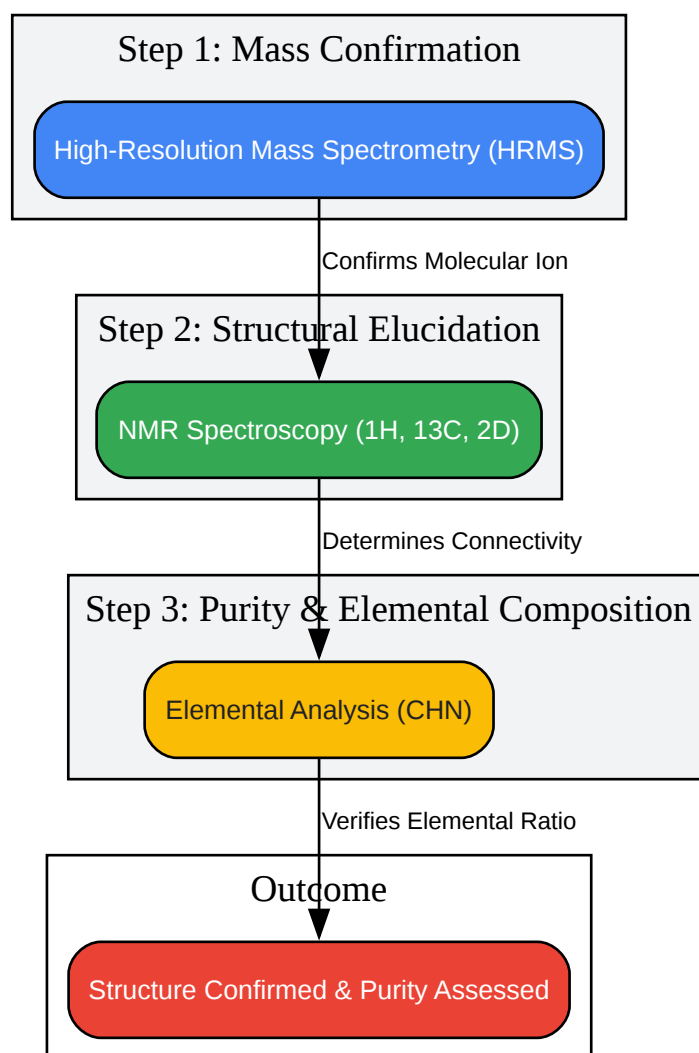 Step 1: Mass Confirmation
High-Resolution Mass Spectrometry (HRMS)
Confirms Molecular Ion
Step 2: Structural Elucidation
NMR Spectroscopy (1H, 13C, 2D)
Determines Connectivity
Step 3: Purity & Elemental Composition
Elemental Analysis (CHN)
Verifies Elemental Ratio
Outcome
Structure Confirmed & Purity Assessed